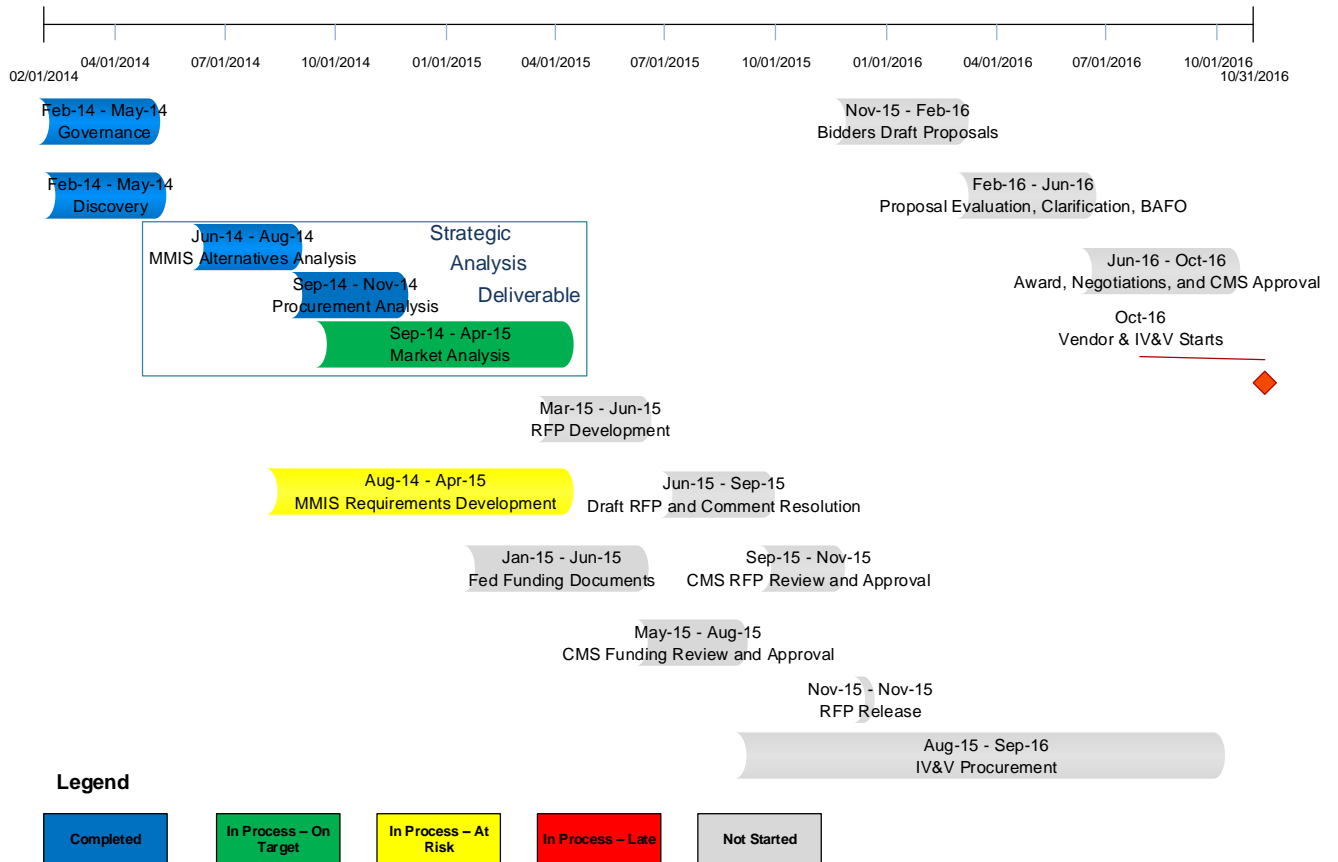 02/01/2014
04/01/2014
07/01/2014
10/01/2014
01/01/2015
04/01/2015
07/01/2015
10/01/2015
01/01/2016
04/01/2016
07/01/2016
10/01/2016
10/31/2016
Feb-14 - May-14
Governance
Nov-15 - Feb-16
Bidders Draft Proposals
Feb-14 - May-14
Discovery
Feb-16 - Jun-16
Proposal Evaluation, Clarification, BAFO
Jun-14 - Aug-14
MMIS Alternatives Analysis
Strategic
Analysis
Deliverable
Sep-14 - Nov-14
Procurement Analysis
Jun-16 - Oct-16
Award, Negotiations, and CMS Approval
Sep-14 - Apr-15
Market Analysis
Oct-16
Vendor & IV&V Starts
Mar-15 - Jun-15
RFP Development
Aug-14 - Apr-15
MMIS Requirements Development
Jun-15 - Sep-15
Draft RFP and Comment Resolution
Jan-15 - Jun-15
Fed Funding Documents
Sep-15 - Nov-15
CMS RFP Review and Approval
May-15 - Aug-15
CMS Funding Review and Approval
Nov-15 - Nov-15
RFP Release
Aug-15 - Sep-16
IV&V Procurement
Legend
Completed
In Process – On
Target
In Process – At
Risk
In Process – Late
Not Started